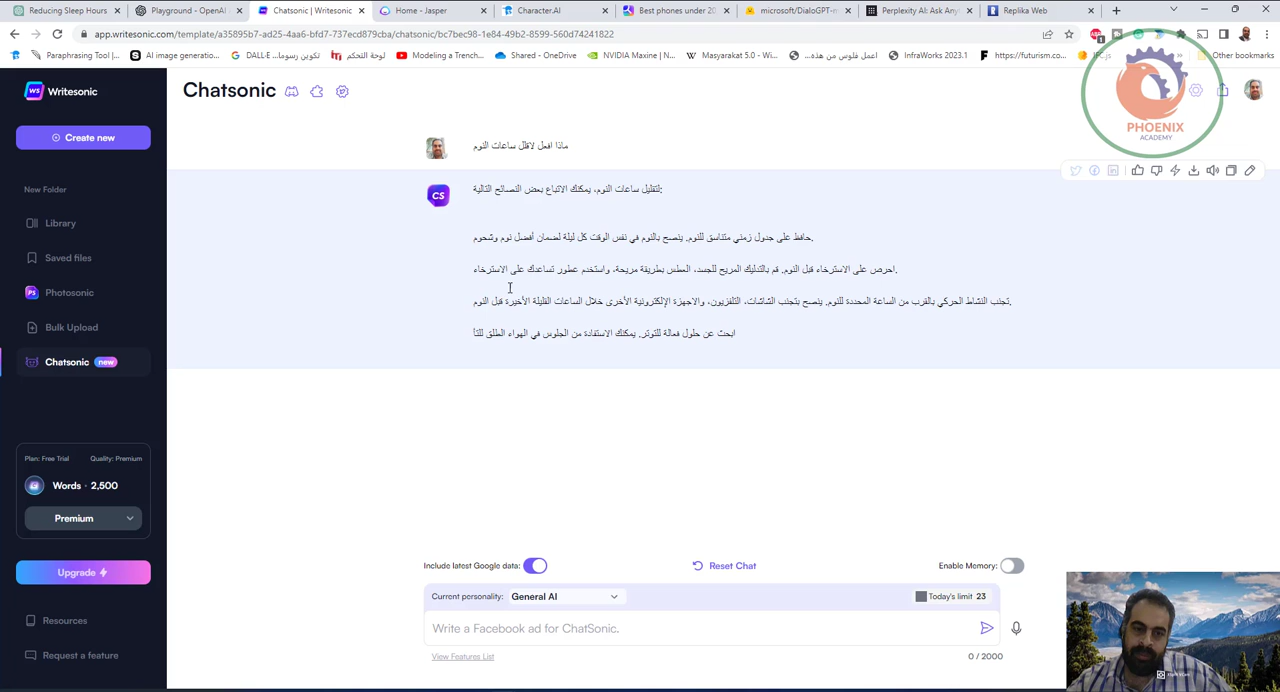 Reducing Sleep Hours
Playground - OpenAI
Chatsonic | Writesonic
Home - Jasper
Character.AI
Best phones under 20
microsoft/DialoGPT-m
Perplexity AI: Ask Any
Replika Web
app.writesonic.com/template/a35895b7-ad25-4aa6-bfd7-737ecd879cba/chatsonic/bc7bec98-1e84-49b2-8599-560d74241822
Paraphrasing Tool |...
AI image generatio...
DALL·E تكوين رسوما...
لوحة التحكم
Modeling a Trench...
Shared - OneDrive
NVIDIA Maxine | N...
Masyarakat 5.0 - Wi...
اعمل فلوس من هذه...
InfraWorks 2023.1
https://futurism.co...
Other bookmarks
WS Writesonic
Create new
New Folder
Library
Saved files
PS Photosonic
Bulk Upload
Chatsonic new
Plan: Free Trial Quality: Premium
Words · 2,500
Premium
Upgrade
Resources
Request a feature
Chatsonic
PHOENIX
ACADEMY
ماذا افعل لاقلل ساعات النوم
CS
لتقليل ساعات النوم، يمكنك الاتباع بعض النصائح التالية:
حافظ على جدول زمني متناسق للنوم. ينصح بالنوم في نفس الوقت كل ليلة لضمان أفضل نوم وشحوم.
احرص على الاسترخاء قبل النوم. قم بالتدليك المريح للجسد، المطس بطريقة مريحة، واستخدم عطور تساعدك على الاسترخاء.
تجنب النشاط الحركي بالقرب من الساعة المحددة للنوم. ينصح بتجنب الشاشات، التلفزيون، والاجهزة الإلكترونية الأخرى خلال الساعات القليلة الأخيرة قبل النوم.
ابحث عن حلول فعالة للتوتر. يمكنك الاستفادة من الجلوس في الهواء الطلق للتأ
Include latest Google data:
Reset Chat
Enable Memory:
Current personality: General AI
Today's limit 23
Write a Facebook ad for ChatSonic.
View Features List
0 / 2000